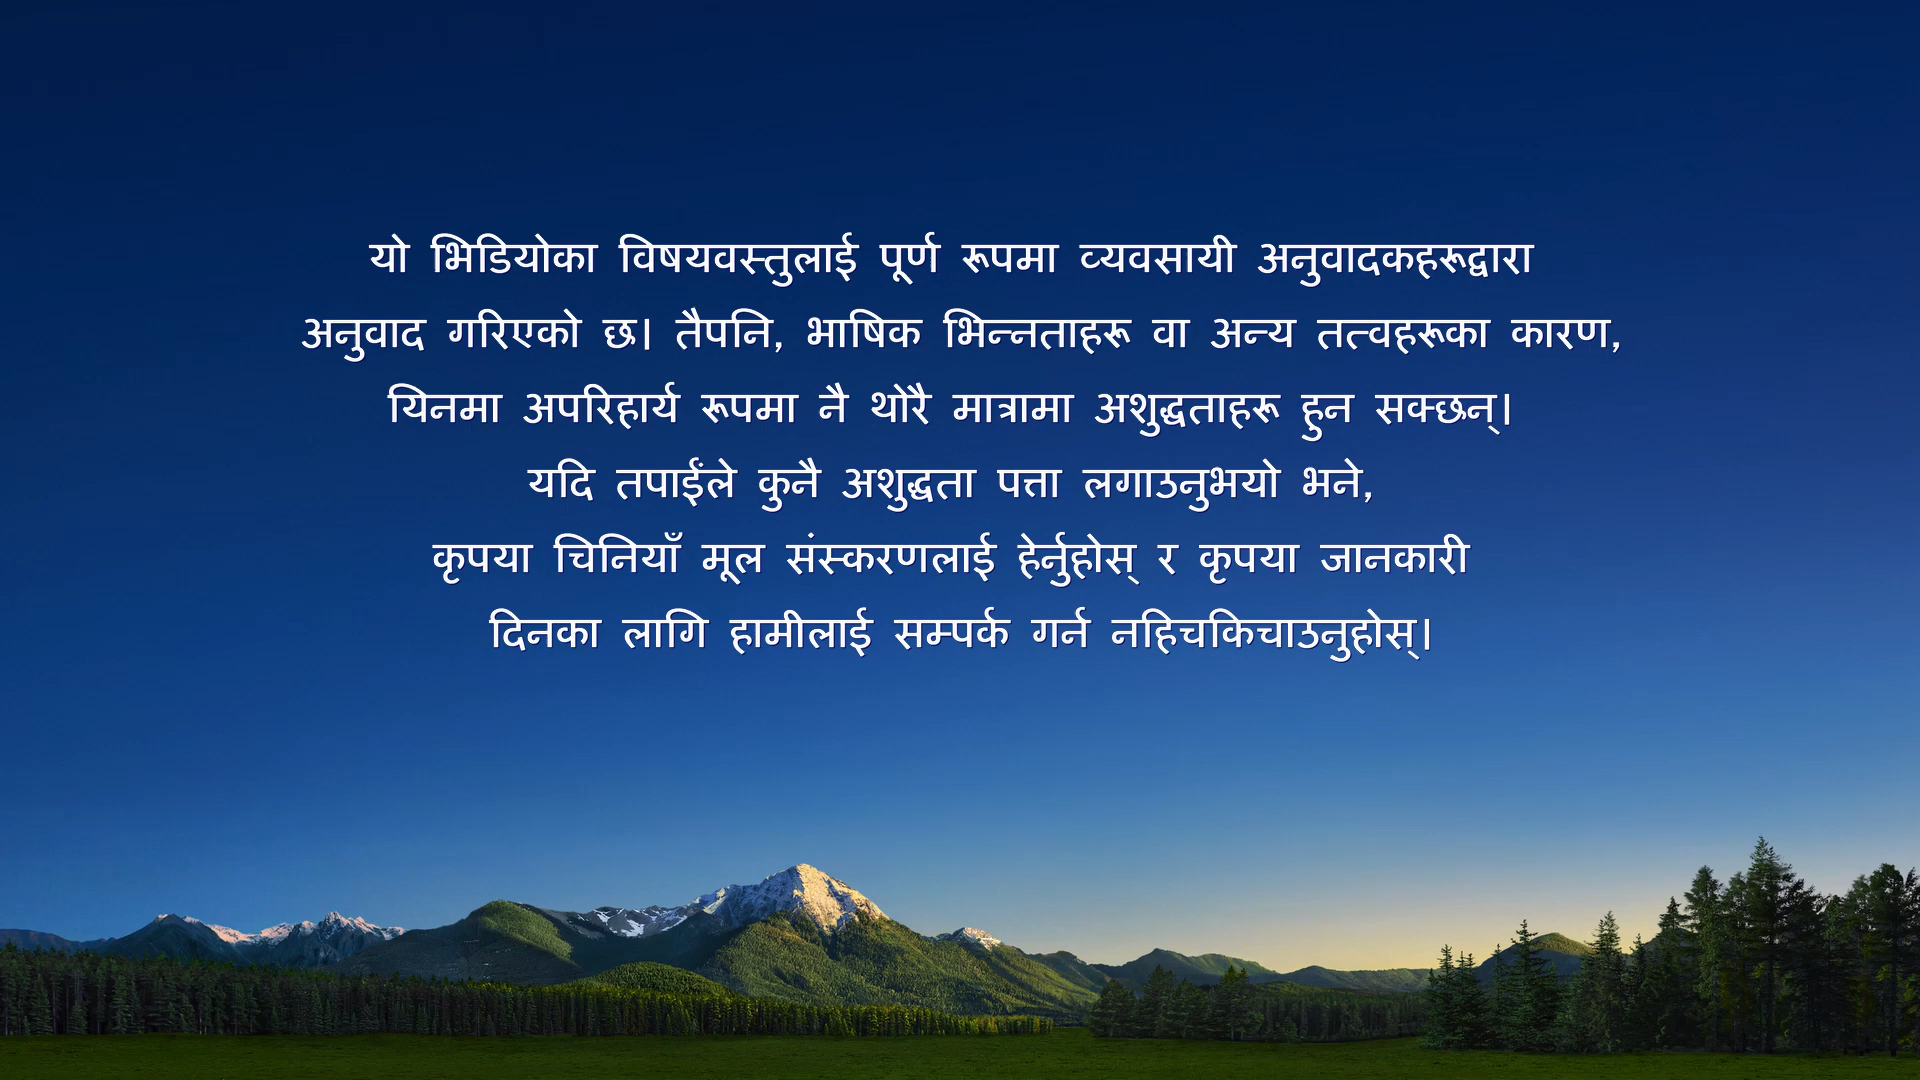 यो भिडियोका विषयवस्तुलाई पूर्ण रूपमा व्यवसायी अनुवादकहरूद्वारा
अनुवाद गरिएको छ। तैपनि, भाषिक भिन्नताहरू वा अन्य तत्वहरूका कारण,
यिनमा अपरिहार्य रूपमा नै थोरै मात्रामा अशुद्धताहरू हुन सक्छन्।
यदि तपाईंले कुनै अशुद्धता पत्ता लगाउनुभयो भने,
कृपया चिनियाँ मूल संस्करणलाई हेर्नुहोस् र कृपया जानकारी
दिनका लागि हामीलाई सम्पर्क गर्न नहिचकिचाउनुहोस्।